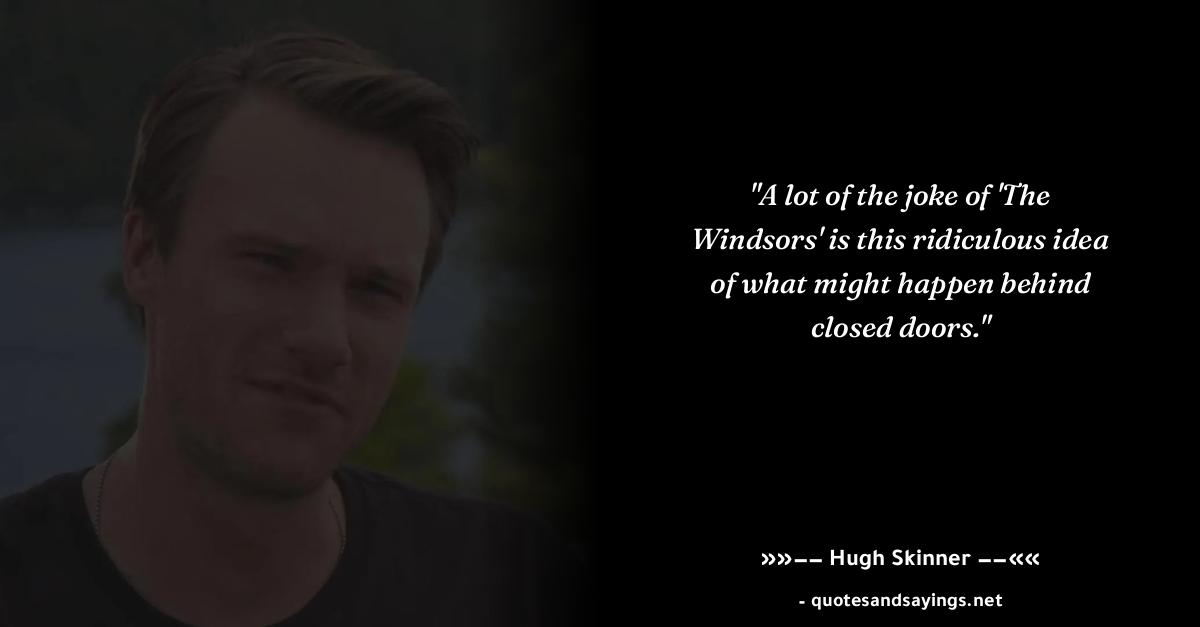 "A lot of the joke of 'The
Windsors' is this ridiculous idea
of what might happen behind
closed doors."
»»–– Hugh Skinner ––««
- quotesandsayings.net